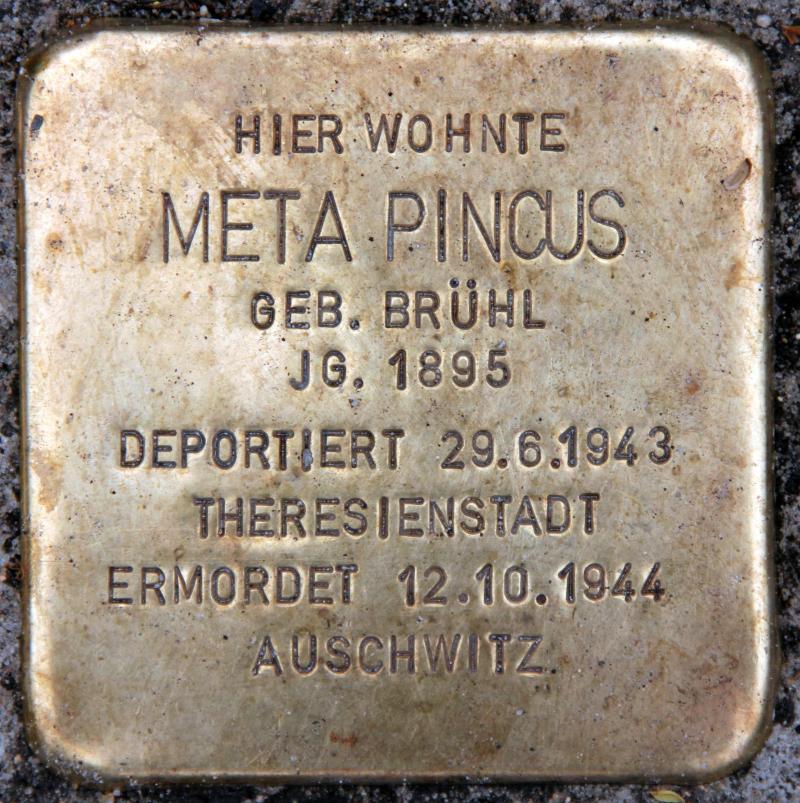 HIER WOHNTE
META PINCUS
GEB. BRÜHL
JG. 1895
DEPORTIERT 29.6.1943
THERESIENSTADT
ERMORDET 12.10.1944
AUSCHWITZ